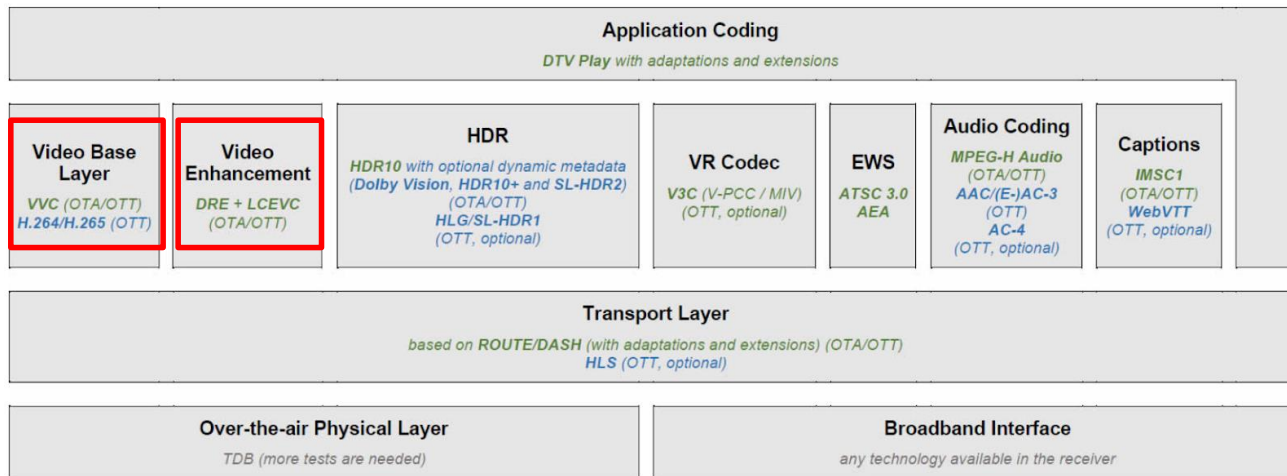 Application Coding
DTV Play with adaptations and extensions
Video Base
Layer
VVC (OTA/OTT)
H.264/H.265 (OTT)
Video
Enhancement
DRE + LCEVC
(OTA/OTT)
HDR
HDR10 with optional dynamic metadata
(Dolby Vision, HDR10+ and SL-HDR2)
(OTA/OTT)
HLG/SL-HDR1
(OTT, optional)
VR Codec
V3C (V-PCC / MIV)
(OTT, optional)
EWS
ATSC 3.0
AEA
Audio Coding
MPEG-H Audio
(OTA/OTT)
AAC/(E-)AC-3
(OTT)
AC-4
(OTT, optional)
Captions
IMSC1
(OTA/OTT)
WebVTT
(OTT, optional)
Transport Layer
based on ROUTE/DASH (with adaptations and extensions) (OTA/OTT)
HLS (OTT, optional)
Over-the-air Physical Layer
TDB (more tests are needed)
Broadband Interface
any technology available in the receiver